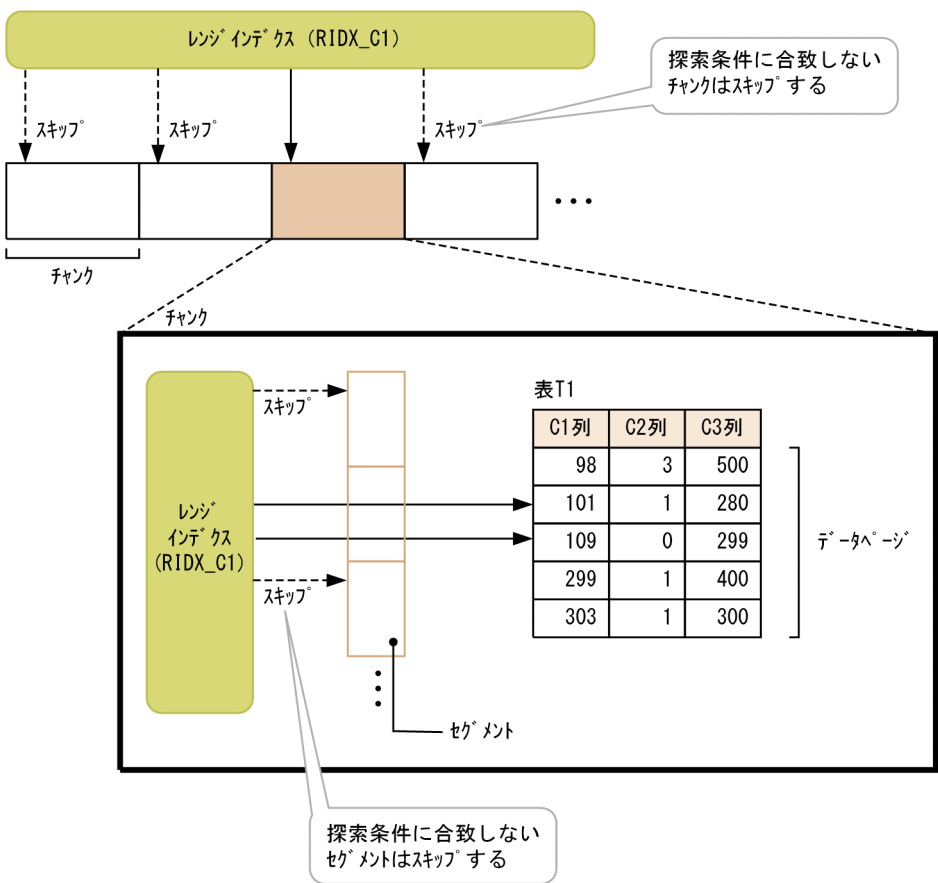 レンジインデクス (RIDX_C1)
探索条件に合致しない
チャンクはスキップする
スキップ
スキップ
スキップ
・・・
チャンク
チャンク
スキップ
表T1
C1列 C2列 C3列
98 3 500
101 1 280
109 0 299
299 1 400
303 1 300
レンジ
インデクス
(RIDX_C1)
データページ
スキップ
セグメント
探索条件に合致しない
セグメントはスキップする